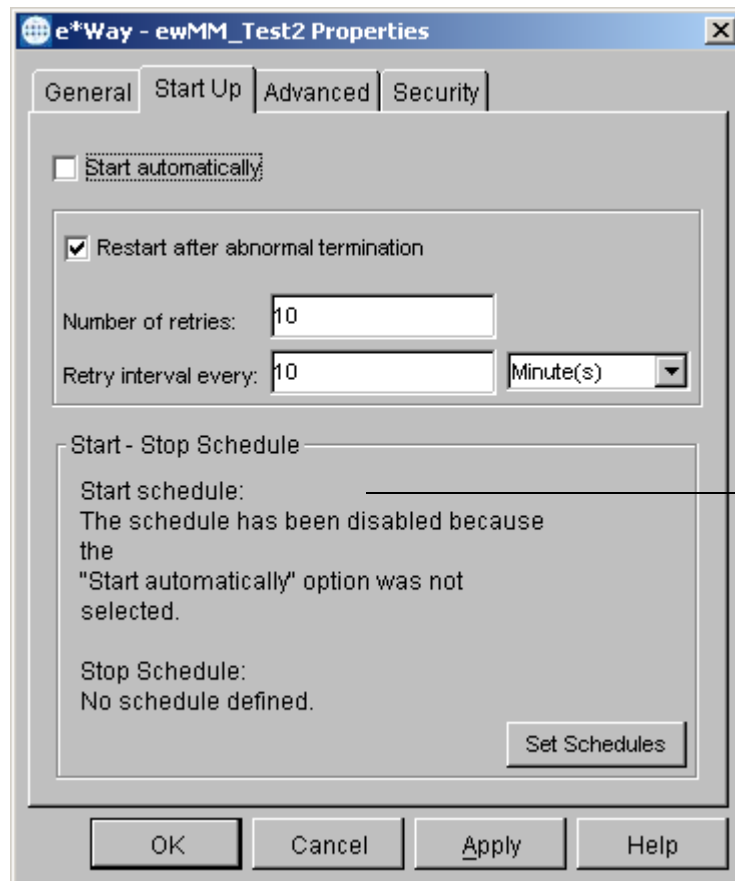 e*Way - ewMM_Test2 Properties
General Start Up Advanced Security
Start automatically
Restart after abnormal termination
Number of retries: 10
Retry interval every: 10 Minute(s)
Start - Stop Schedule
Start schedule:
The schedule has been disabled because
the
"Start automatically" option was not
selected.
Stop Schedule:
No schedule defined.
Set Schedules
OK Cancel Apply Help